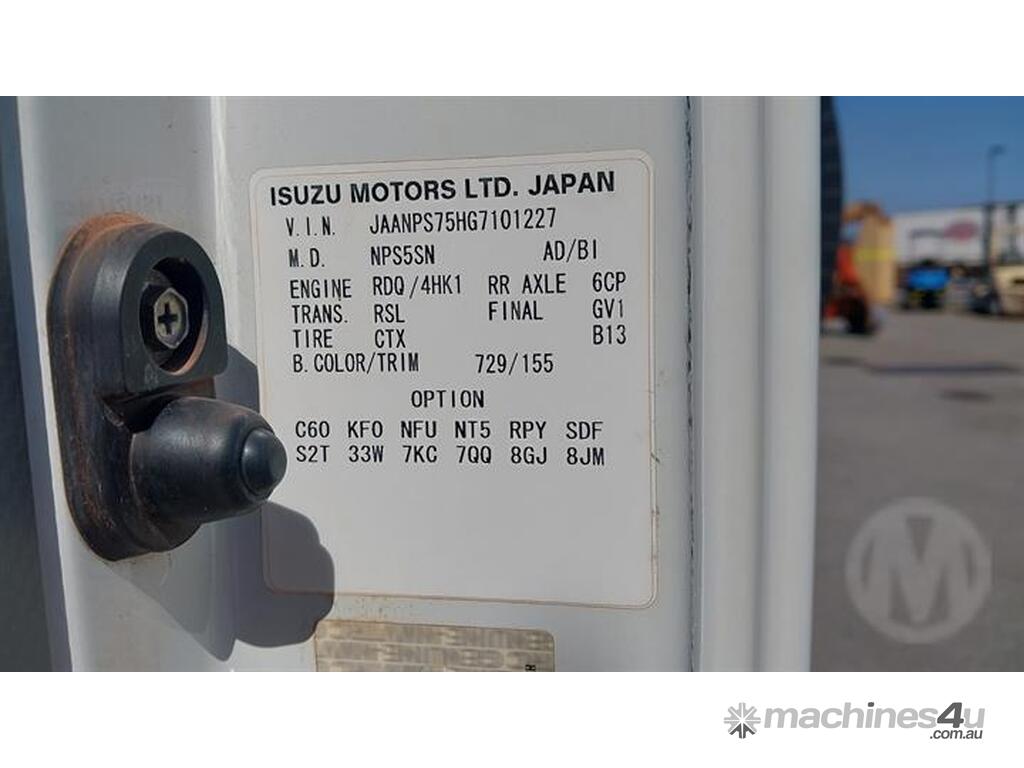 ISUZU MOTORS LTD. JAPAN
V.I.N. JAANPS75HG7101227
M.D. NPS5SN AD/BI
ENGINE RDQ/4HK1 RR AXLE 6CP
TRANS. RSL FINAL GV1
TIRE CTX B13
B. COLOR/TRIM 729/155
OPTION
C60 KF0 NFU NT5 RPY SDF
S2T 33W 7KC 7QQ 8GJ 8JM
M
machines4u
.com.au